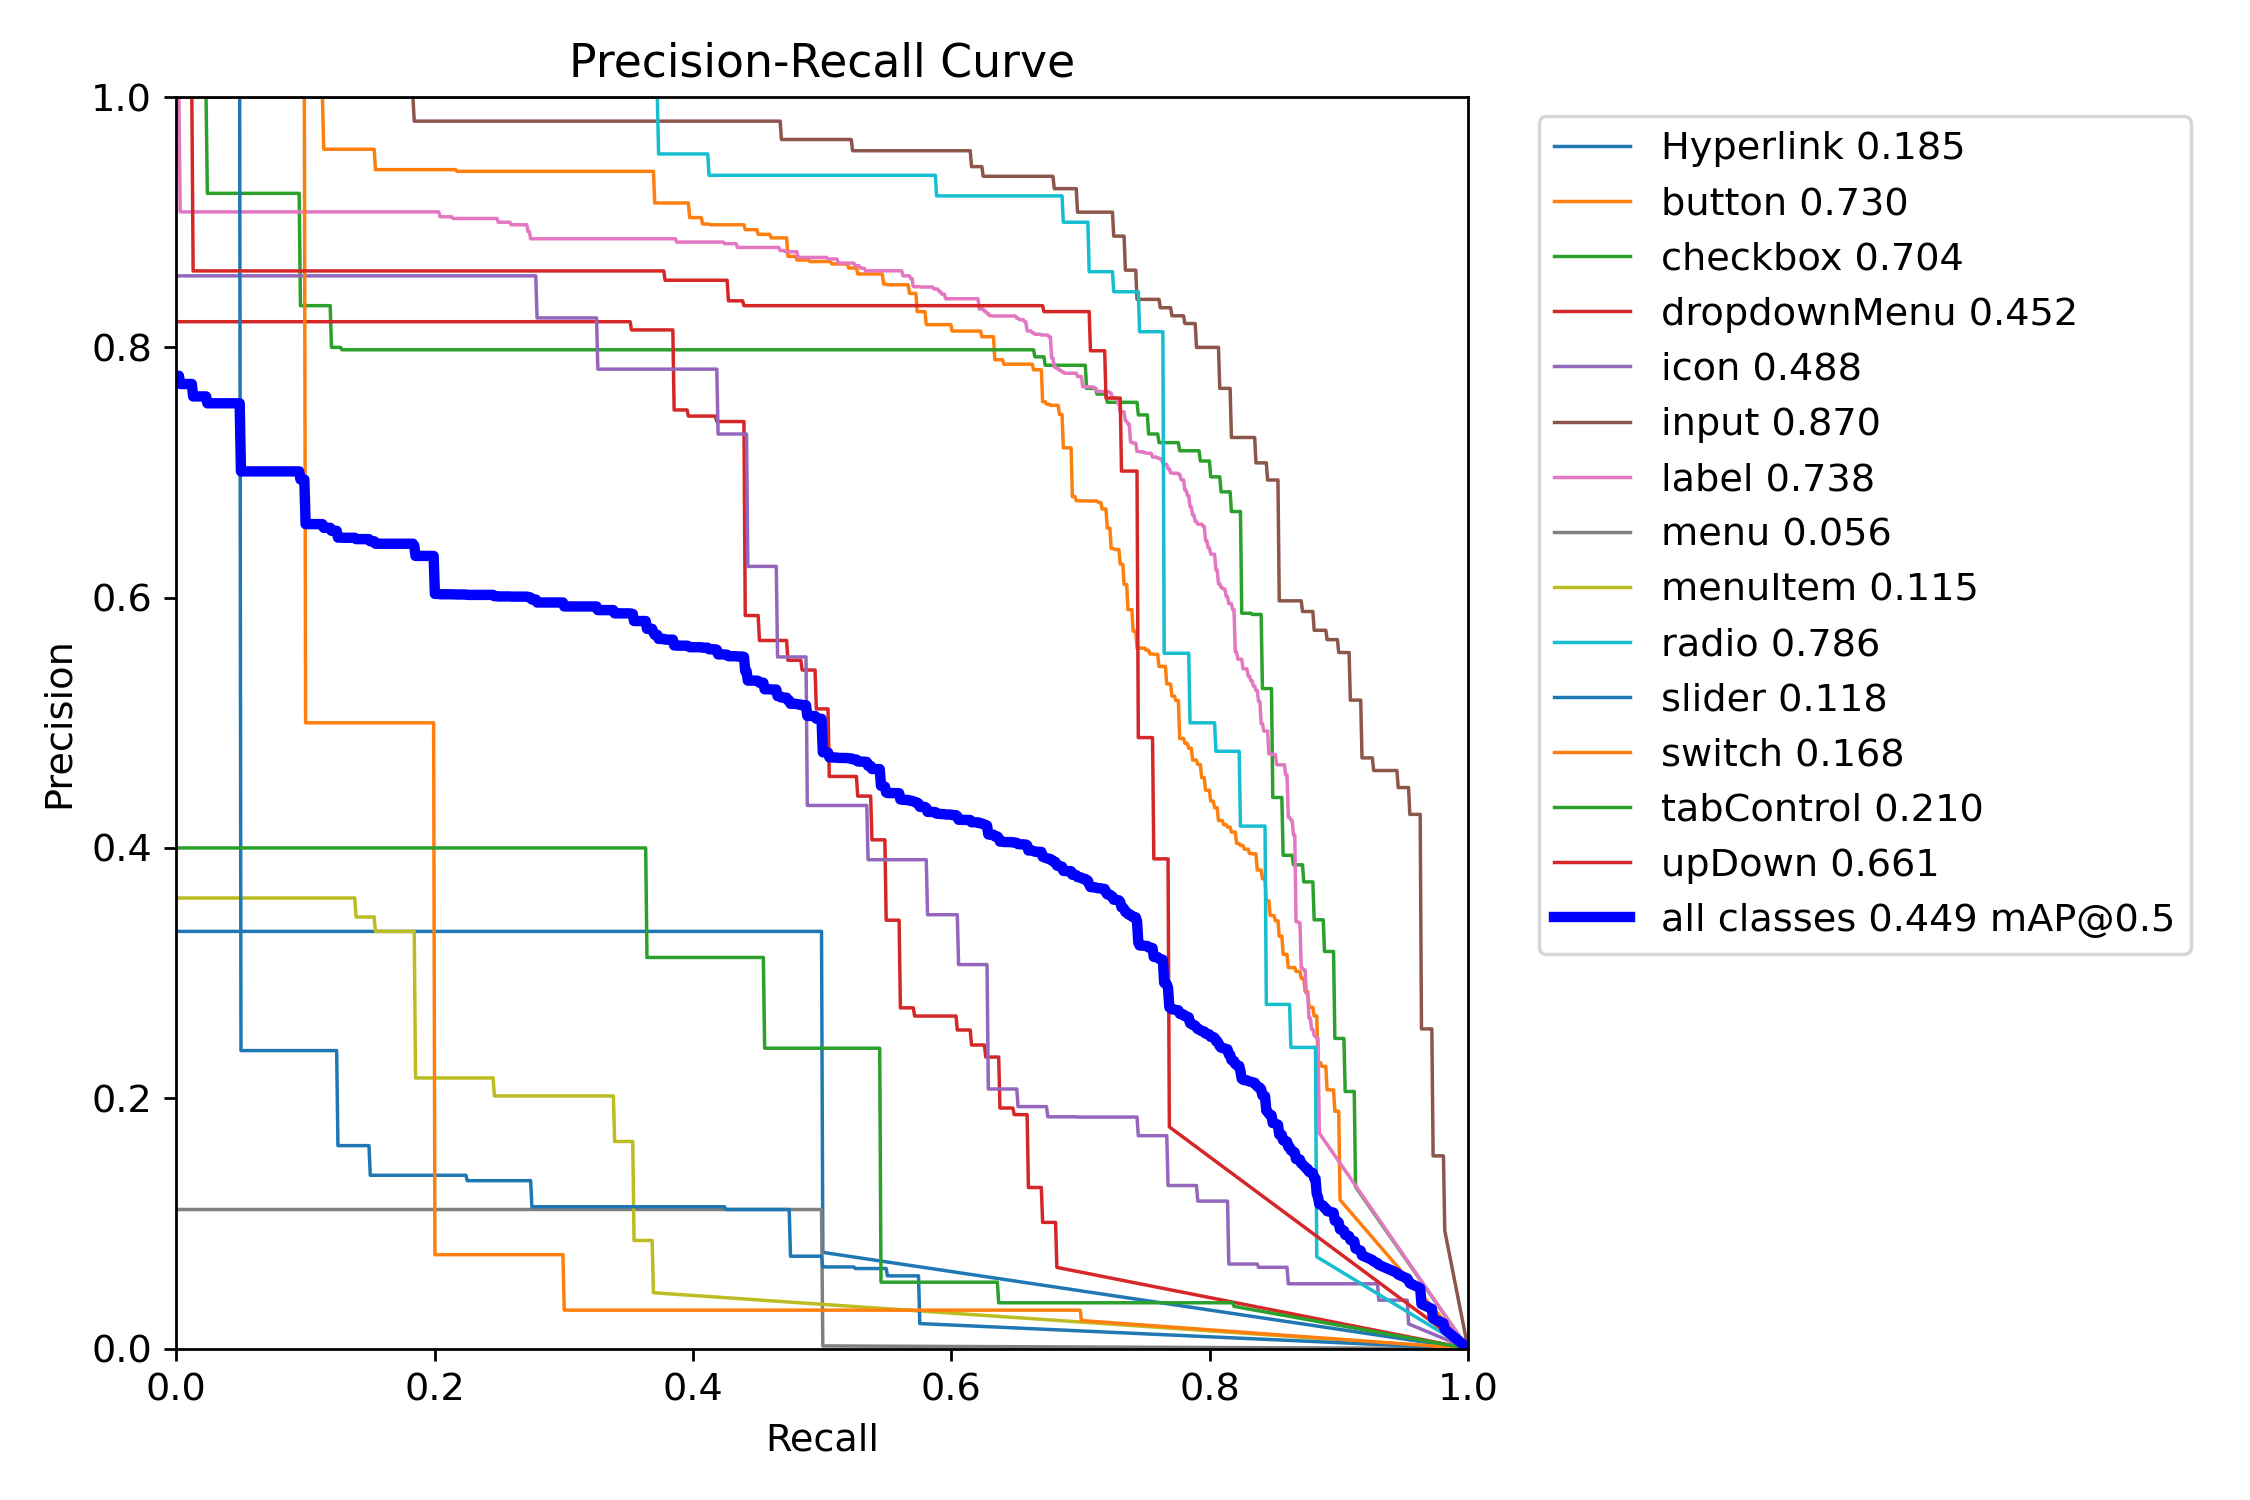 Precision-Recall Curve
1.0
0.8
0.6
0.4
0.2
0.0
Precision
0.0 0.2 0.4 0.6 0.8 1.0
Recall
Hyperlink 0.185
button 0.730
checkbox 0.704
dropdownMenu 0.452
icon 0.488
input 0.870
label 0.738
menu 0.056
menuItem 0.115
radio 0.786
slider 0.118
switch 0.168
tabControl 0.210
upDown 0.661
all classes 0.449 mAP@0.5